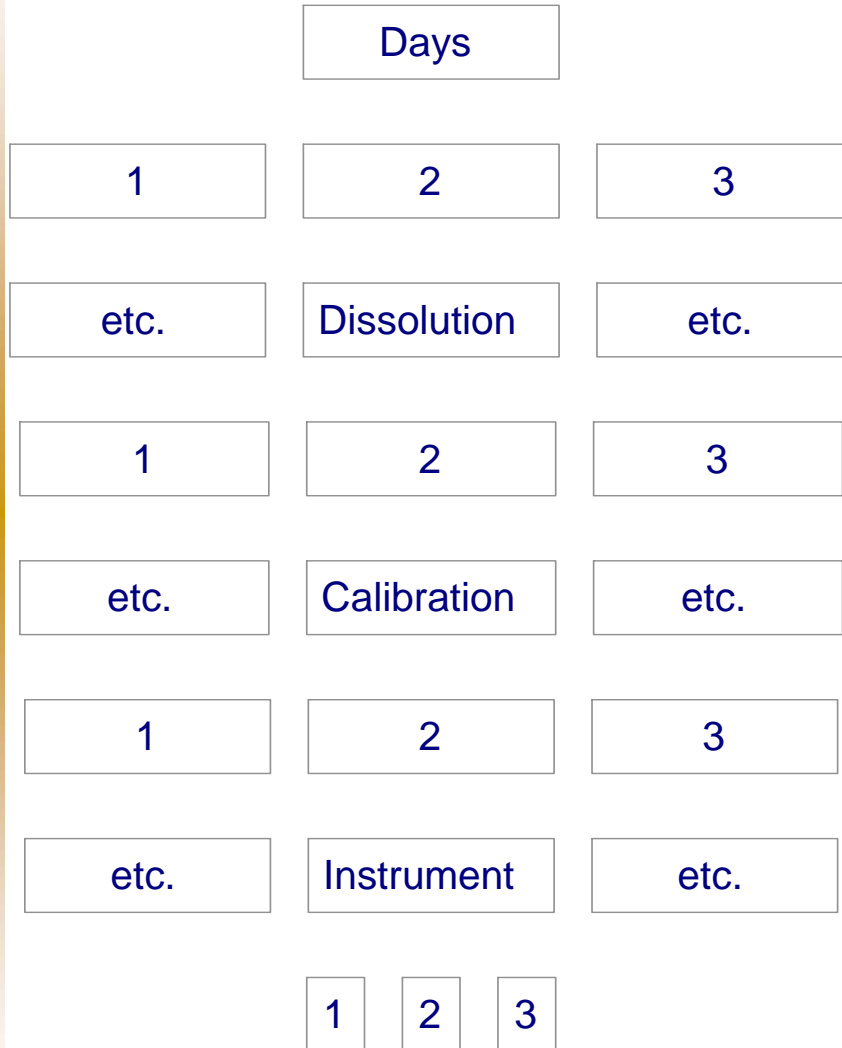 Days
1 2 3
etc. Dissolution etc.
1 2 3
etc. Calibration etc.
1 2 3
etc. Instrument etc.
1 2 3